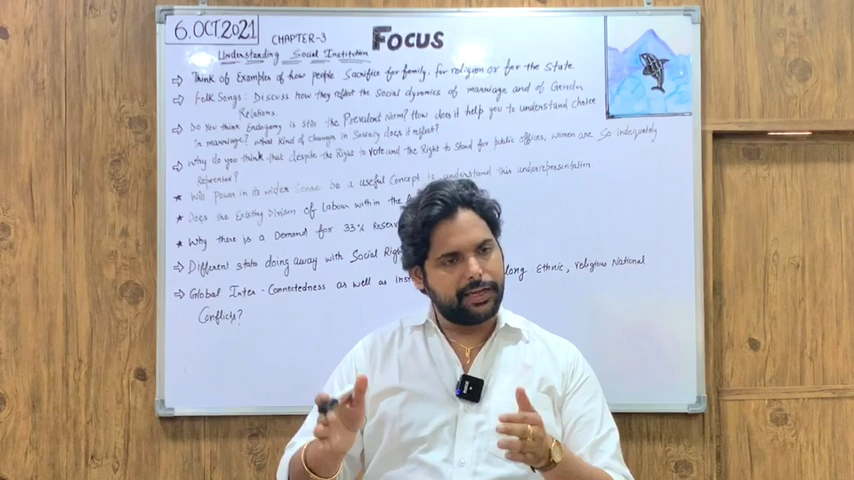 6.OCT.2021
CHAPTER-3
Focus
Understanding Social Institution
Think of Examples of how people Sacrifice for family, for religion or for the State.
Folk Songs: Discuss how they reflect the Social dynamics of marriage and of Gender
Relations.
Do you think Endogamy is still the Prevalent Norm? How does it help you to understand choice
in marriage? What kind of changes in Society does it reflect?
Why do you think that despite the Right to Vote and the Right to Stand for public offices, women are So
Represented?
Will Power in its wider Sense be a useful Concept to understand this underrepresentation
Does the Existing Division of Labour within the
Why there is a Demand for 33% Reserv
Different state doing away with Social Righ
Global Inter-Connectedness as well as Ins long Ethnic, religious National
Conflicts?